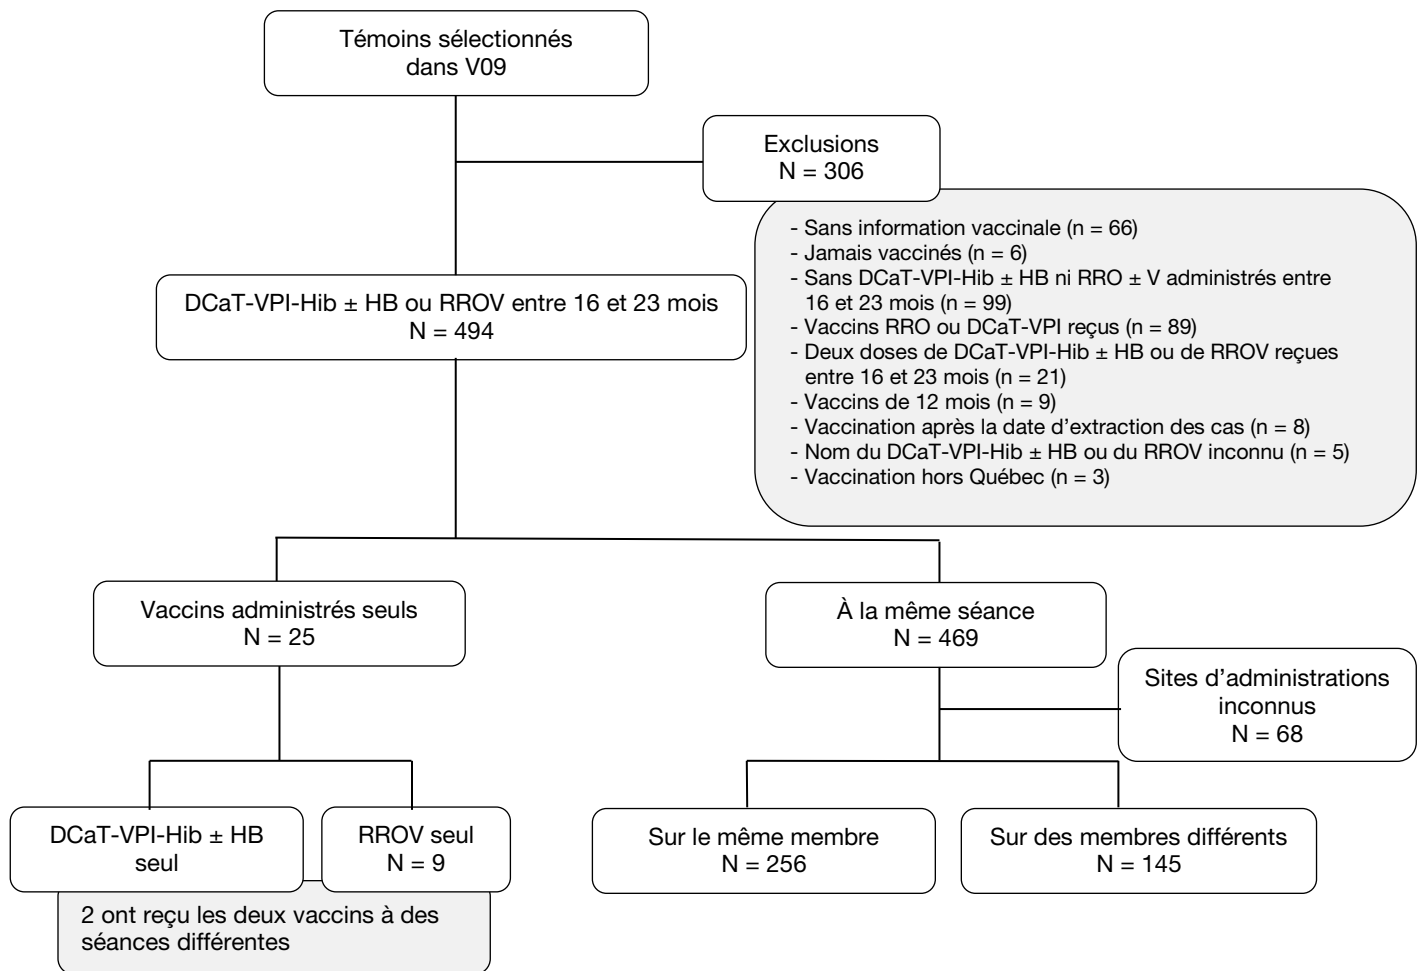 Témoins sélectionnés
dans V09
Exclusions
N = 306
- Sans information vaccinale (n = 66)
- Jamais vaccinés (n = 6)
- Sans DCaT-VPI-Hib ± HB ni RRO ± V administrés entre
16 et 23 mois (n = 99)
- Vaccins RRO ou DCaT-VPI reçus (n = 89)
- Deux doses de DCaT-VPI-Hib ± HB ou de RROV reçues
entre 16 et 23 mois (n = 21)
- Vaccins de 12 mois (n = 9)
- Vaccination après la date d’extraction des cas (n = 8)
- Nom du DCaT-VPI-Hib ± HB ou du RROV inconnu (n = 5)
- Vaccination hors Québec (n = 3)
DCaT-VPI-Hib ± HB ou RROV entre 16 et 23 mois
N = 494
Vaccins administrés seuls
N = 25
À la même séance
N = 469
Sites d’administrations
inconnus
N = 68
DCaT-VPI-Hib ± HB
seul
RROV seul
N = 9
Sur le même membre
N = 256
Sur des membres différents
N = 145
2 ont reçu les deux vaccins à des
séances différentes